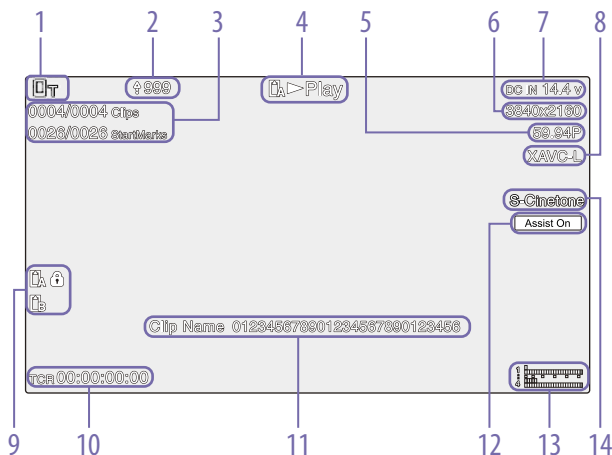 1 2 3 4 6 7 8
T 999 A Play DC IN 14.4 V
0004/0004 Clips 3840x2160
0026/0026 StartMarks 5 59.94P
XAVC-L
S-Cinetone
Assist On
A
B
Clip Name 012345678901234567890123456
TCR 00:00:00:00 1 4
9 10 11 12 13 14